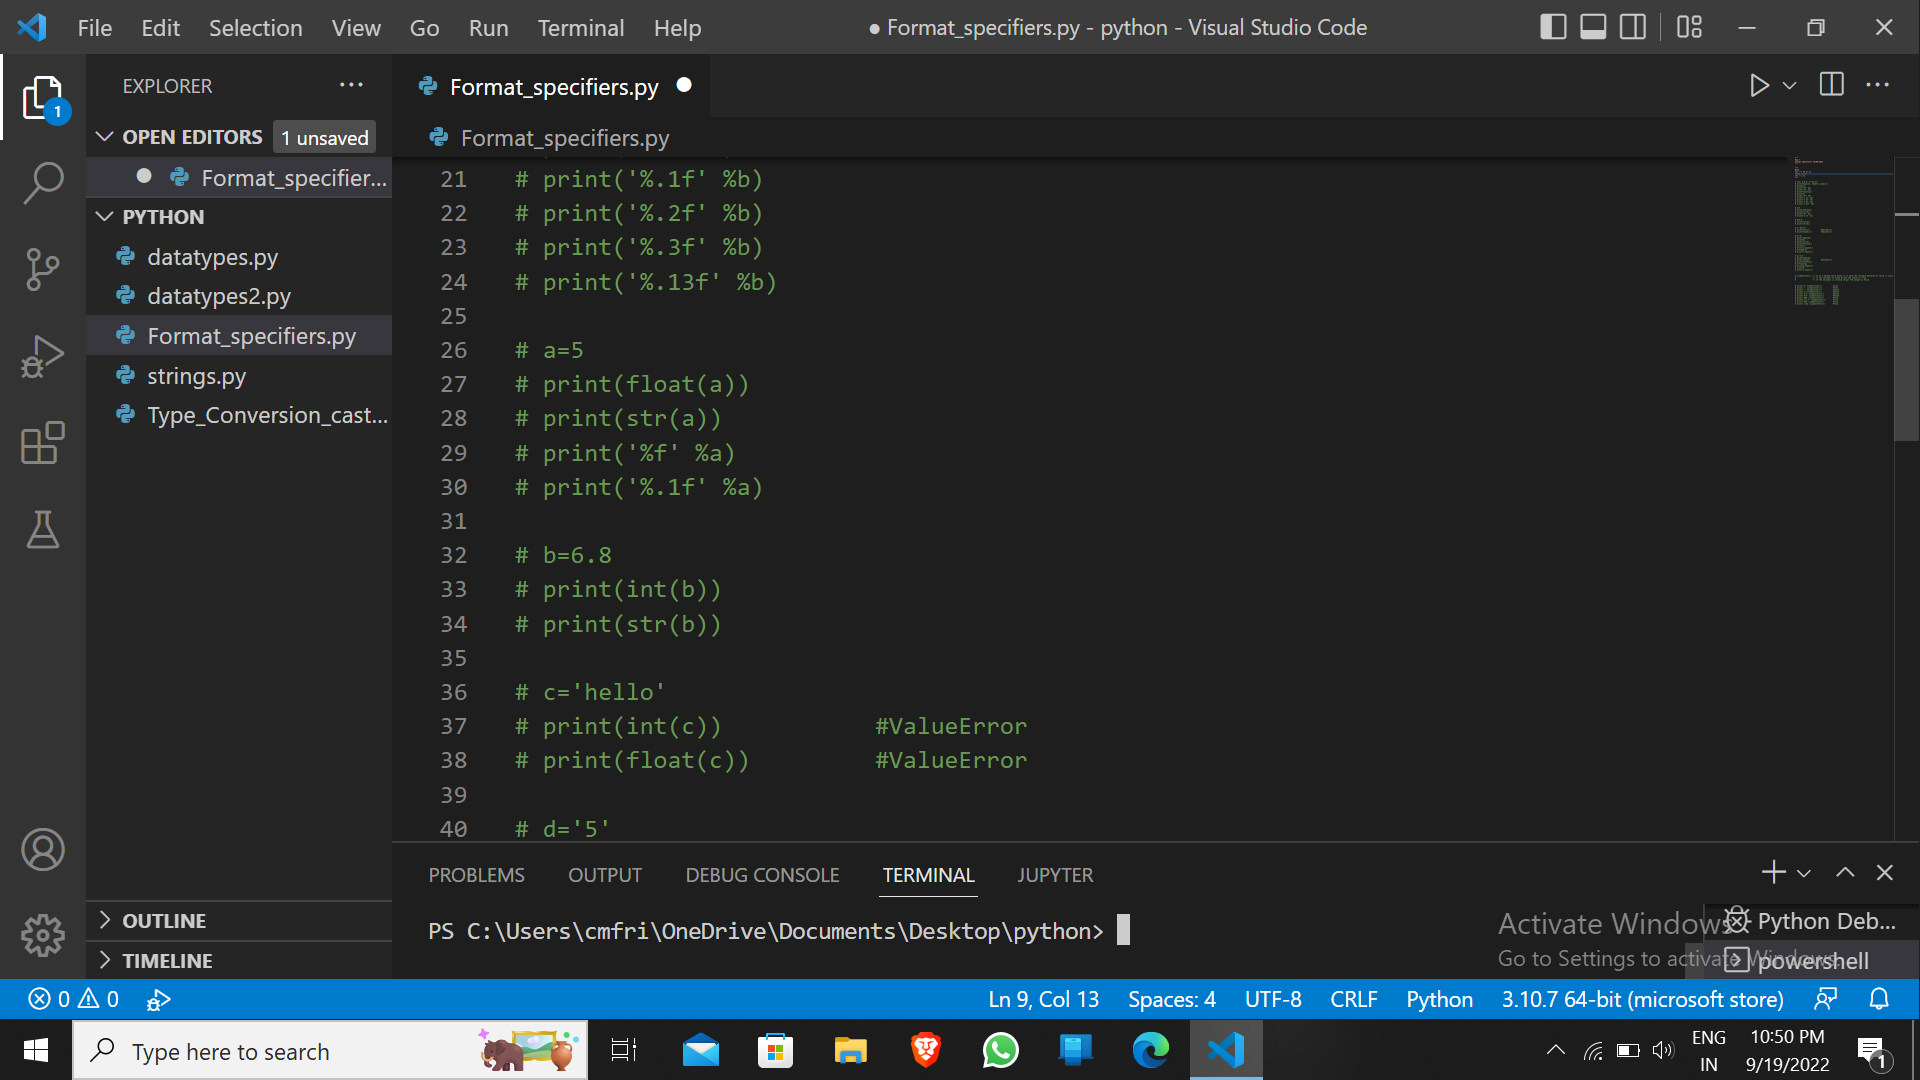 File Edit Selection View Go Run Terminal Help
● Format_specifiers.py - python - Visual Studio Code
EXPLORER
Format_specifiers.py
1
OPEN EDITORS 1 unsaved
Format_specifiers.py
Format_specifier...
PYTHON
datatypes.py
datatypes2.py
Format_specifiers.py
strings.py
Type_Conversion_cast...
OUTLINE
TIMELINE
21 # print('%.1f' %b)
22 # print('%.2f' %b)
23 # print('%.3f' %b)
24 # print('%.13f' %b)
25
26 # a=5
27 # print(float(a))
28 # print(str(a))
29 # print('%f' %a)
30 # print('%.1f' %a)
31
32 # b=6.8
33 # print(int(b))
34 # print(str(b))
35
36 # c='hello'
37 # print(int(c)) #ValueError
38 # print(float(c)) #ValueError
39
40 # d='5'
PROBLEMS OUTPUT DEBUG CONSOLE TERMINAL JUPYTER
PS C:\Users\cmfri\OneDrive\Documents\Desktop\python>
Python Deb...
powershell
Activate Windows
Go to Settings to activate Windows.
0 0 Ln 9, Col 13 Spaces: 4 UTF-8 CRLF Python 3.10.7 64-bit (microsoft store)
Type here to search
ENG
IN
10:50 PM
9/19/2022
1